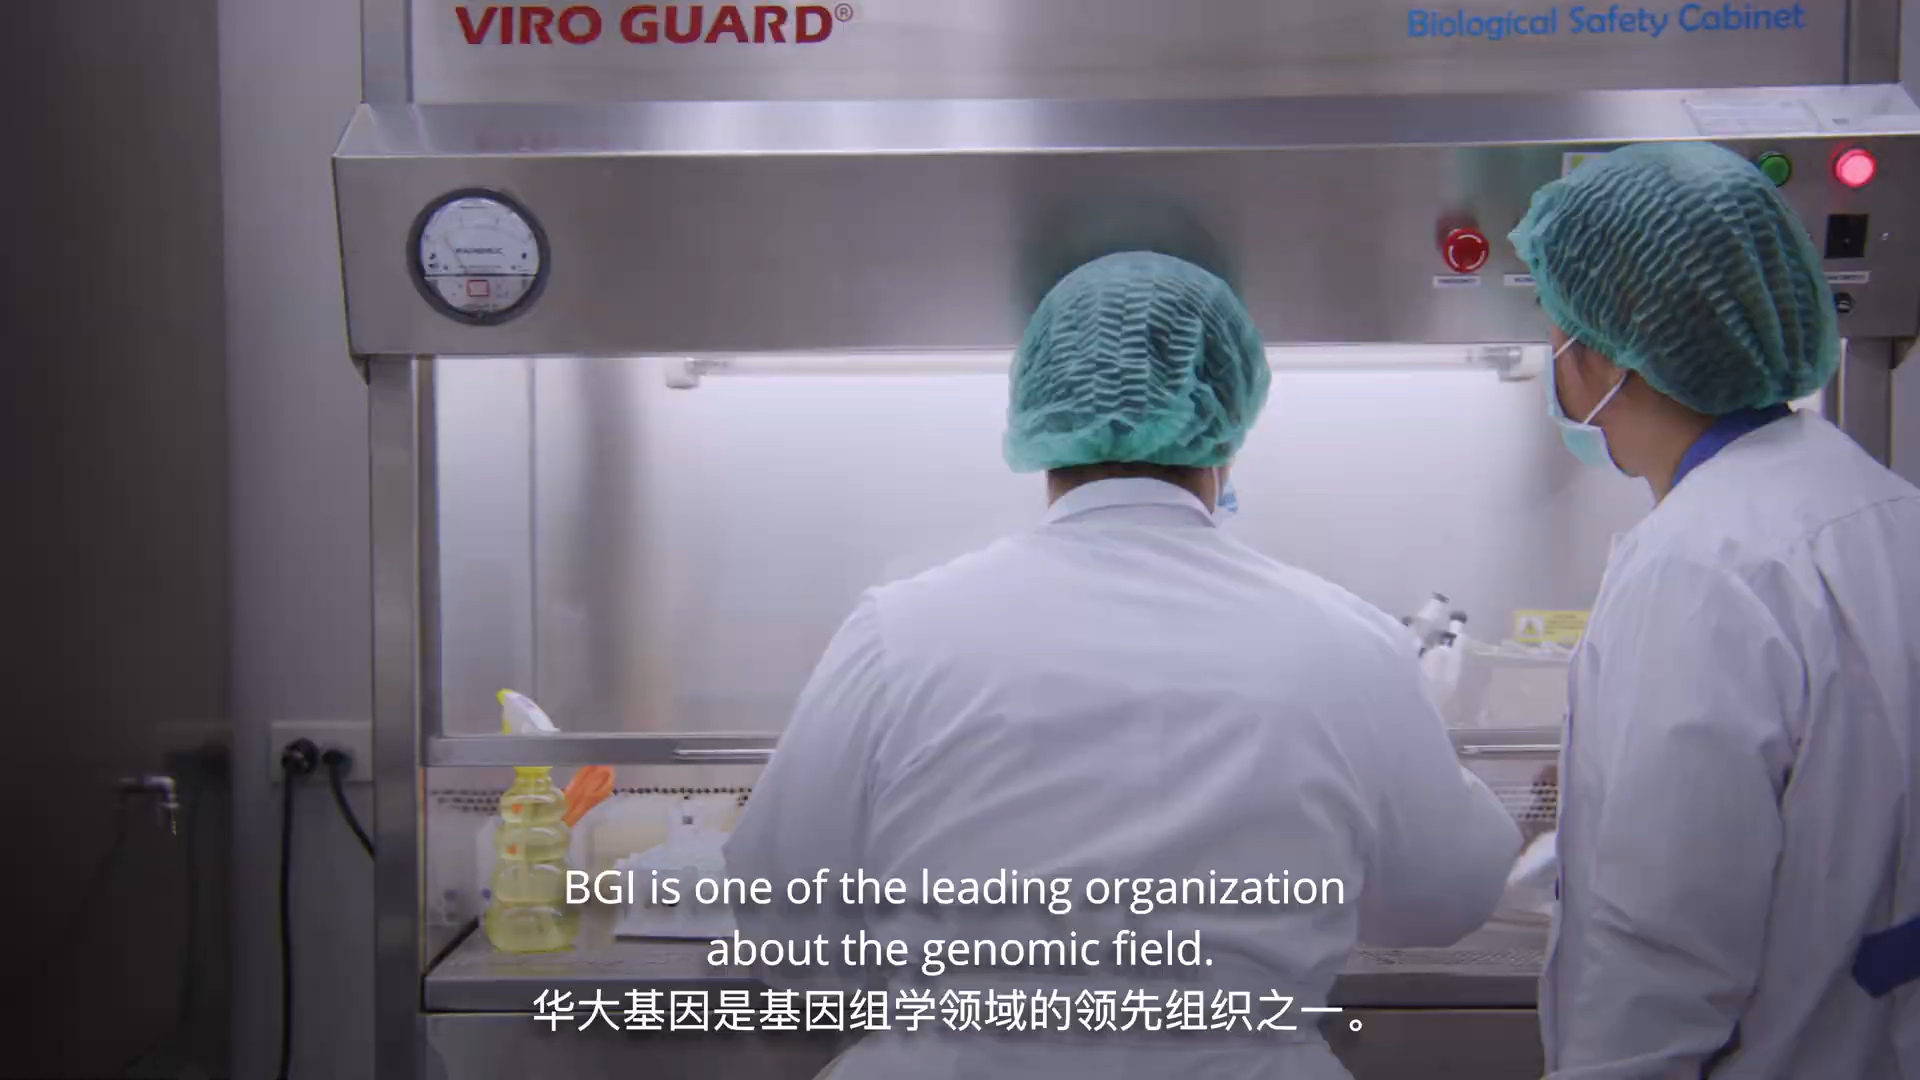 VIRO GUARD®
Biological Safety Cabinet
BGI is one of the leading organization
about the genomic field.
华大基因是基因组学领域的领先组织之一。